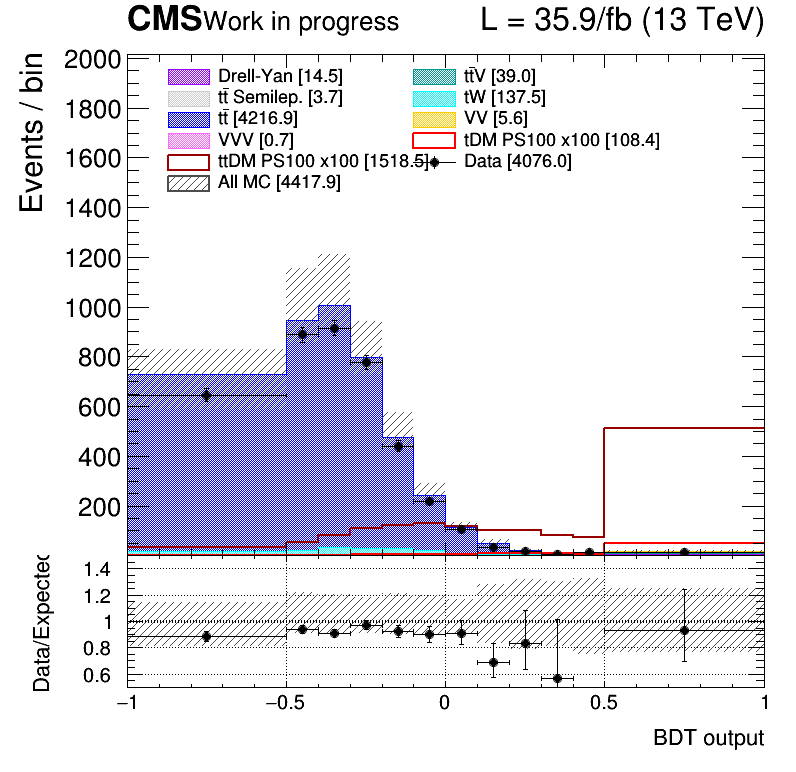 CMS Work in progress L = 35.9/fb (13 TeV)
Events / bin
2000
1800
1600
1400
1200
1000
800
600
400
200
Drell-Yan [14.5] tt̄V [39.0]
tt̄ Semilep. [3.7] tW [137.5]
tt̄ [4216.9] VV [5.6]
VVV [0.7] tDM PS100 x100 [108.4]
ttDM PS100 x100 [1518.5] Data [4076.0]
All MC [4417.9]
Data/Expected
1.4
1.2
1
0.8
0.6
−1 −0.5 0 0.5 1
BDT output